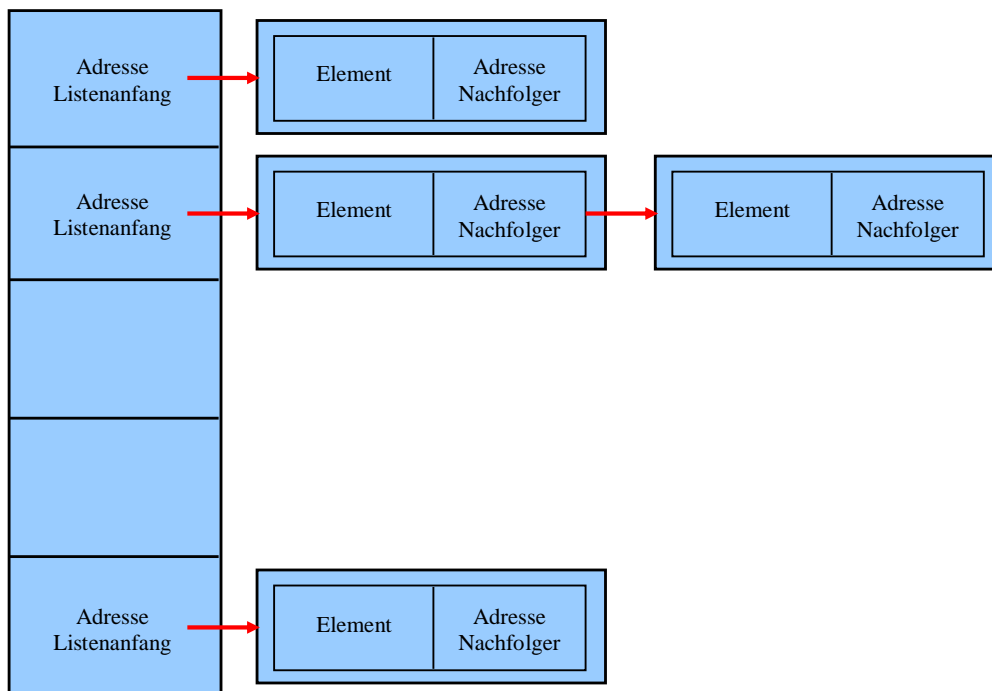 Adresse
Listenanfang
Element
Adresse
Nachfolger
Adresse
Listenanfang
Element
Adresse
Nachfolger
Element
Adresse
Nachfolger
Adresse
Listenanfang
Element
Adresse
Nachfolger